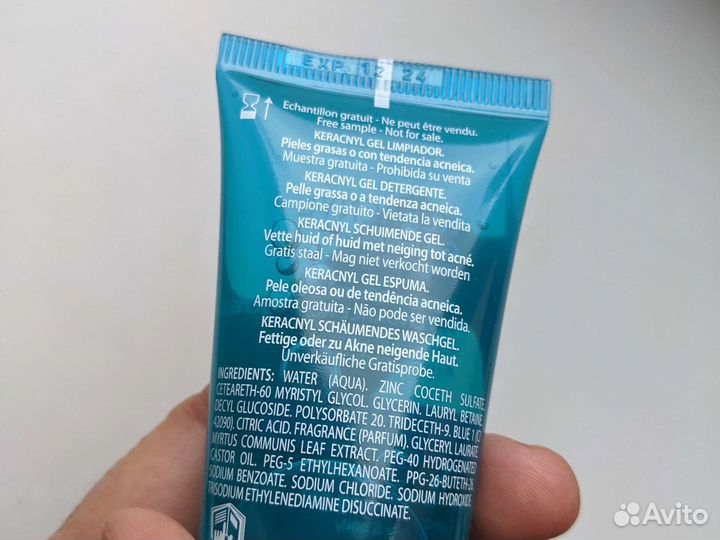 EXP 12 24
Echantillon gratuit - Ne peut être vendu.
Free sample - Not for sale.
KERACNYL GEL LIMPIADOR.
Pieles grasas o con tendencia acneica.
Muestra gratuita - Prohibida su venta
KERACNYL GEL DETERGENTE.
Pelle grassa o a tendenza acneica.
Campione gratuito - Vietata la vendita
KERACNYL SCHUIMENDE GEL.
Vette huid of huid met neiging tot acné.
Gratis staal - Mag niet verkocht worden
KERACNYL GEL ESPUMA.
Pele oleosa ou de tendência acneica.
Amostra gratuita - Não pode ser vendida.
KERACNYL SCHÄUMENDES WASCHGEL.
Fettige oder zu Akne neigende Haut.
Unverkäufliche Gratisprobe.
INGREDIENTS: WATER (AQUA). ZINC COCETH SULFATE.
CETEARETH-60 MYRISTYL GLYCOL. GLYCERIN. LAURYL BETAINE.
DECYL GLUCOSIDE. POLYSORBATE 20. TRIDECETH-9. BLUE 1 (CI
42090). CITRIC ACID. FRAGRANCE (PARFUM). GLYCERYL LAURATE.
MYRTUS COMMUNIS LEAF EXTRACT. PEG-40 HYDROGENATED
CASTOR OIL. PEG-5 ETHYLHEXANOATE. PPG-26-BUTETH-26.
SODIUM BENZOATE. SODIUM CHLORIDE. SODIUM HYDROXIDE.
TRISODIUM ETHYLENEDIAMINE DISUCCINATE.
Avito